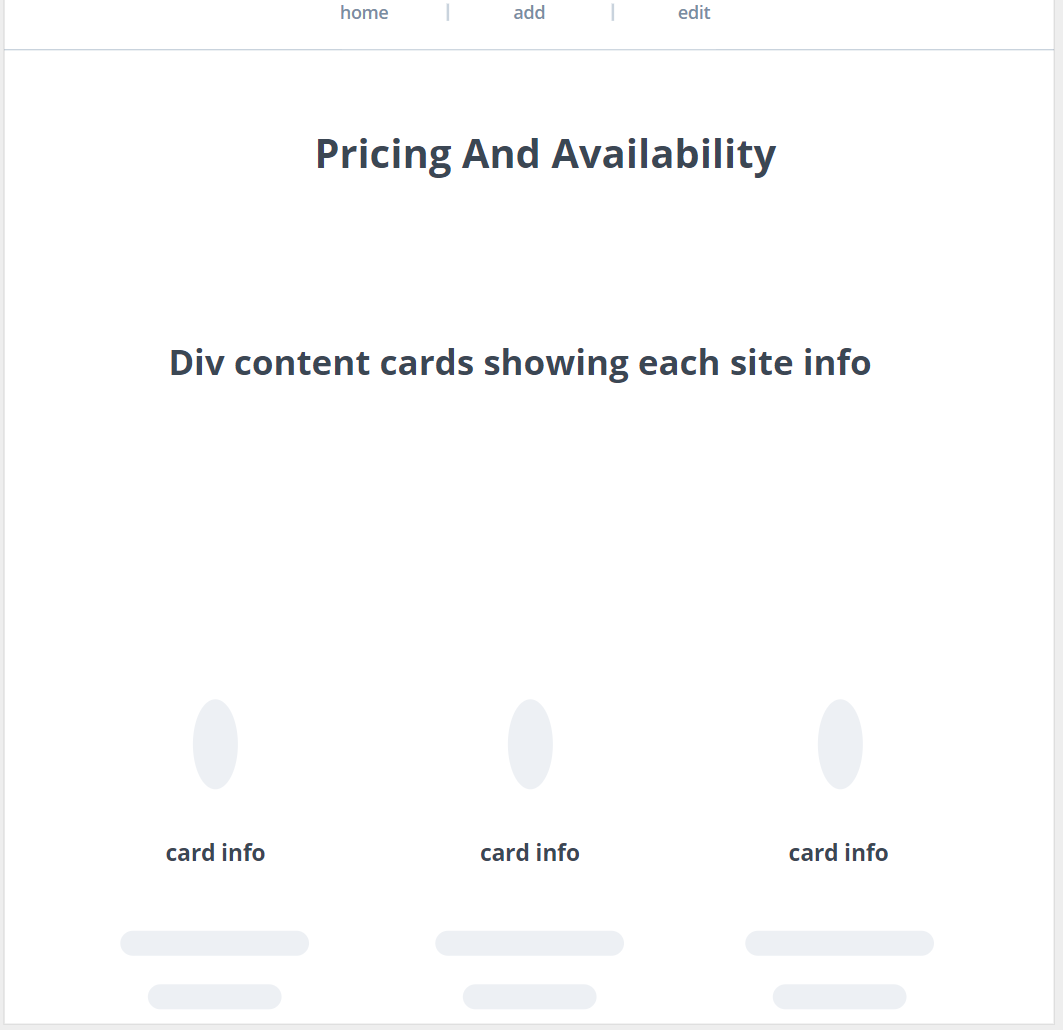 home | add | edit
Pricing And Availability
Div content cards showing each site info
card info card info card info